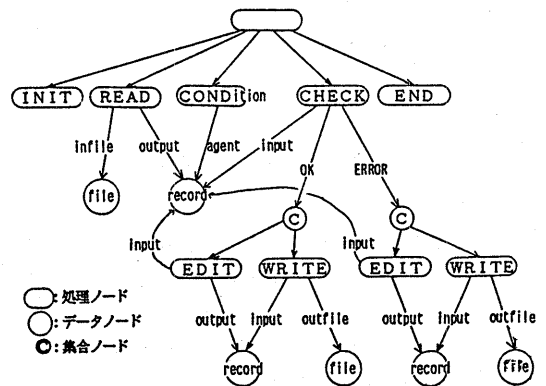 INIT READ CONDition CHECK END
infile output agent input
OK ERROR
file record
C C
input input
EDIT WRITE EDIT WRITE
output input outfile output input outfile
record file record file
○:処理ノード
○:データノード
C:集合ノード